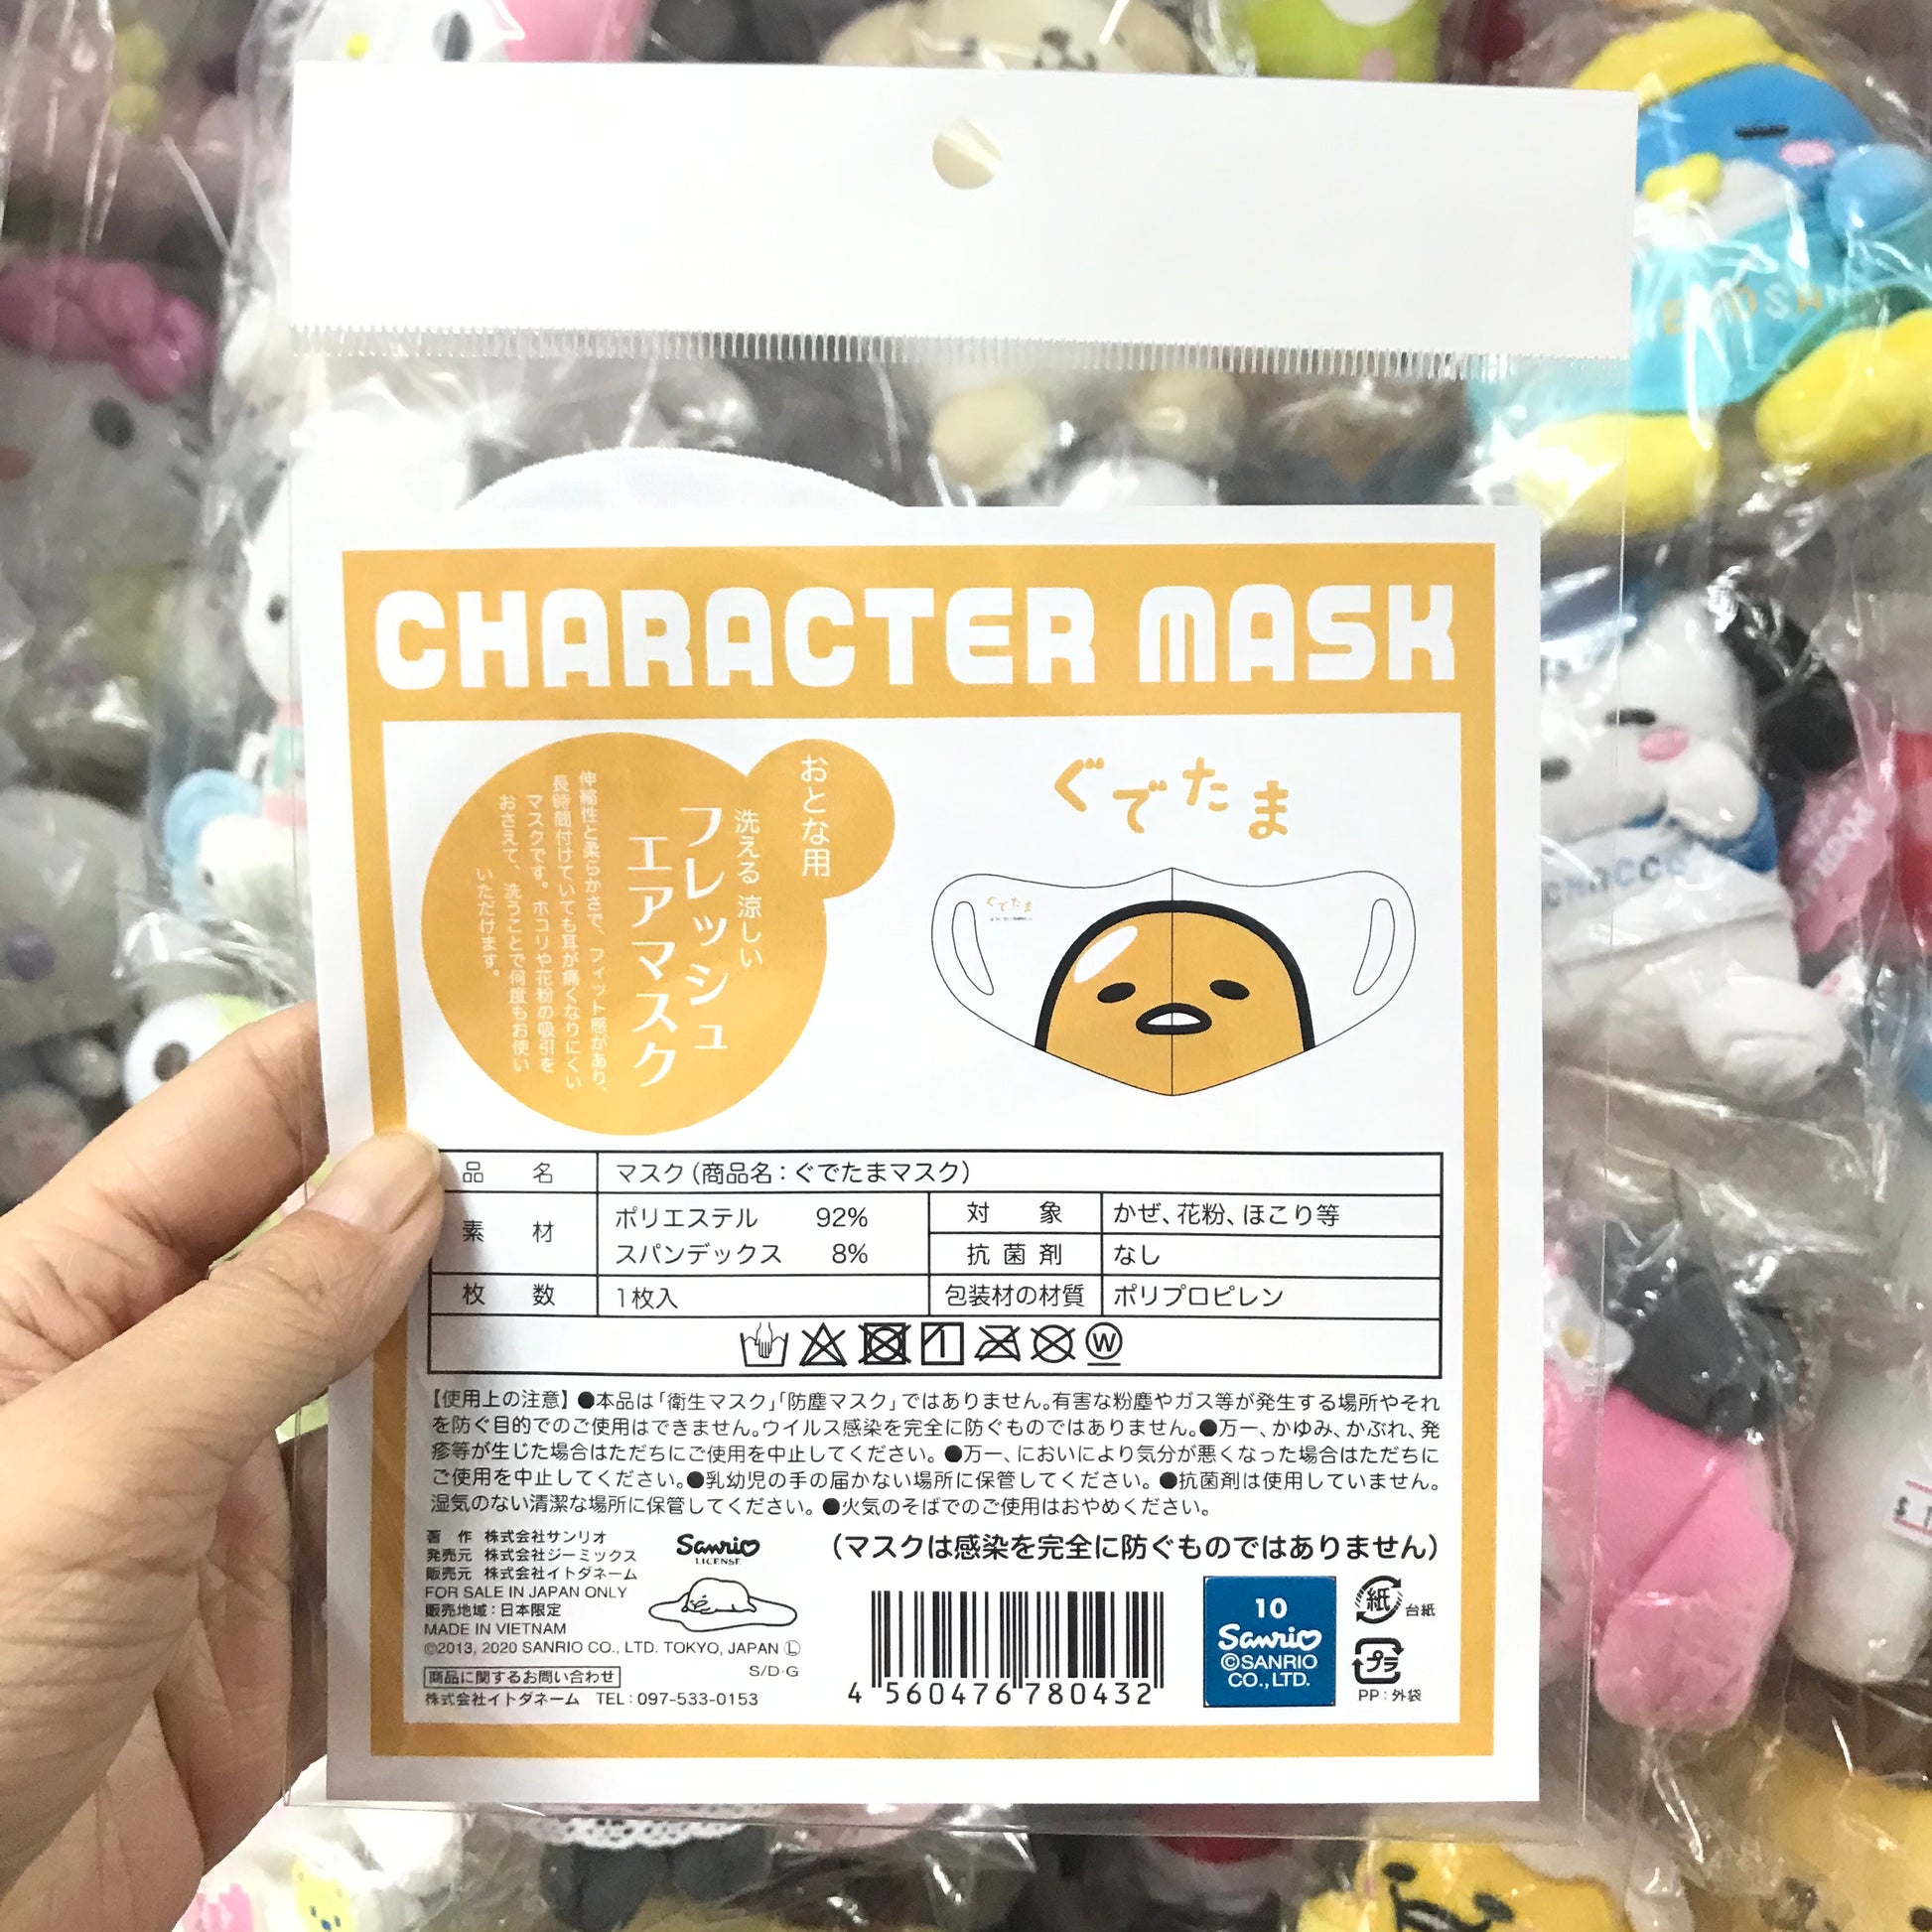 CHARACTER MASK
おとな用
洗える 涼しい
フレッシュ
エアマスク
伸縮性と柔らかさで、フィット感があり、
長時間付けていても耳が痛くなりにくい
マスクです。ホコリや花粉の吸引を
おさえて、洗うことで何度もお使い
いただけます。
ぐでたま
ぐでたま
品名 マスク(商品名:ぐでたまマスク)
素材 ポリエステル 92% 対象 かぜ、花粉、ほこり等
スパンデックス 8% 抗菌剤 なし
枚数 1枚入 包装材の材質 ポリプロピレン
W
【使用上の注意】●本品は「衛生マスク」「防塵マスク」ではありません。有害な粉塵やガス等が発生する場所やそれ
を防ぐ目的でのご使用はできません。ウイルス感染を完全に防ぐものではありません。●万一、かゆみ、かぶれ、発
疹等が生じた場合はただちにご使用を中止してください。●万一、においにより気分が悪くなった場合はただちに
ご使用を中止してください。●乳幼児の手の届かない場所に保管してください。●抗菌剤は使用していません。
湿気のない清潔な場所に保管してください。●火気のそばでのご使用はおやめください。
(マスクは感染を完全に防ぐものではありません)
著作 株式会社サンリオ
発売元 株式会社ジーミックス
販売元 株式会社イトダネーム
FOR SALE IN JAPAN ONLY
販売地域:日本限定
MADE IN VIETNAM
©2013, 2020 SANRIO CO., LTD. TOKYO, JAPAN Ⓛ
S/D·G
商品に関するお問い合わせ
株式会社イトダネーム TEL:097-533-0153
Sanrio
LICENSE
4 560476 780432
10
Sanrio
©SANRIO
CO.,LTD.
紙 台紙
プラ
PP:外袋
CHACCO